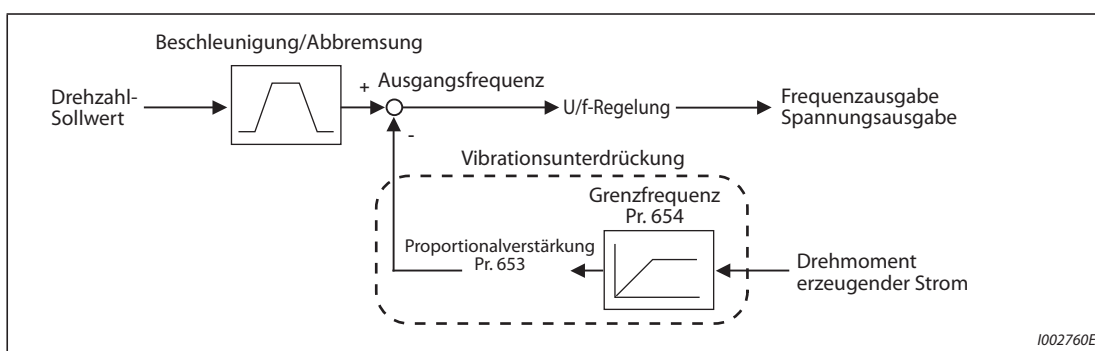 Beschleunigung/Abbremsung
Drehzahl-
Sollwert
+
Ausgangsfrequenz
-
U/f-Regelung
Frequenzausgabe
Spannungsausgabe
Vibrationsunterdrückung
Grenzfrequenz
Pr. 654
Proportionalverstärkung
Pr. 653
Drehmoment
erzeugender Strom
I002760E